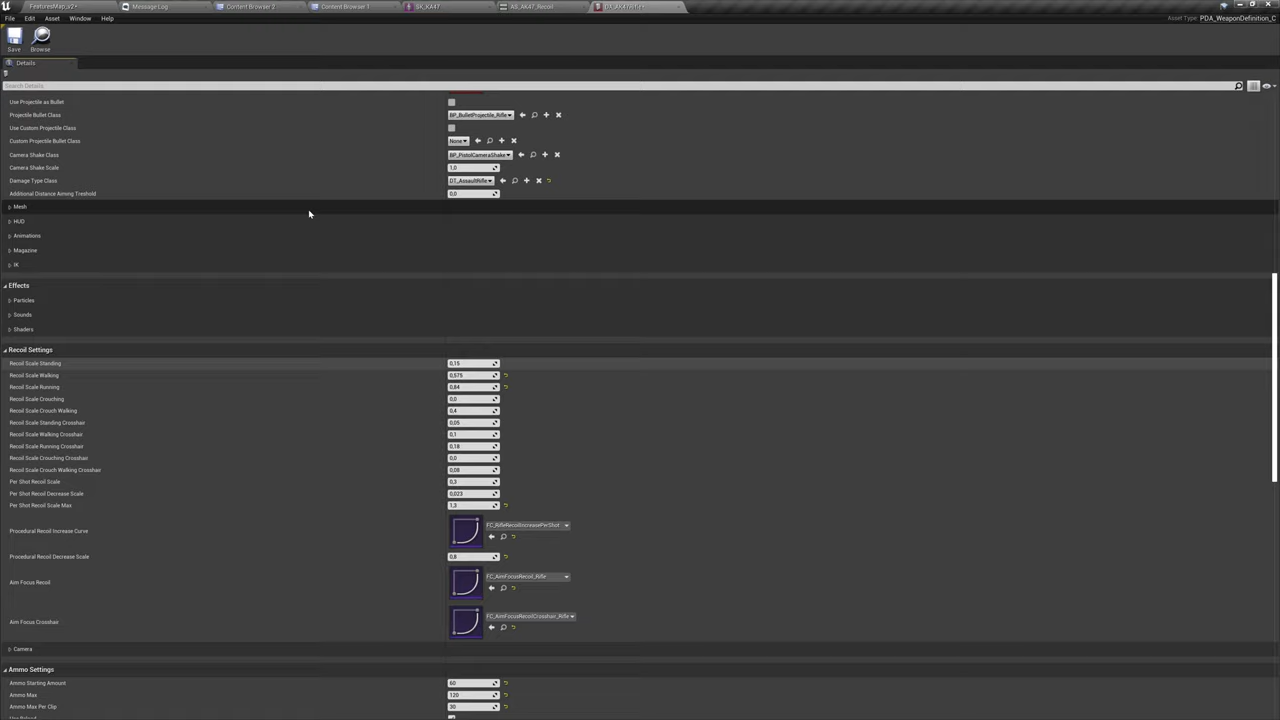 FeaturesMap_v2•
Message Log
Content Browser 2
Content Browser 1
SK_KA47
AS_AK47_Recoil
DA_AK47Rifle•
File
Edit
Asset
Window
Help
Asset Type: PDA_WeaponDefinition_C
Save
Browse
Details
Search Details
Use Projectile as Bullet
Projectile Bullet Class
BP_BulletProjectile_Rifle
Use Custom Projectile Class
Custom Projectile Bullet Class
None
Camera Shake Class
BP_PistolCameraShake
Camera Shake Scale
1,0
Damage Type Class
DT_AssaultRifle
Additional Distance Aiming Treshold
0,0
Mesh
HUD
Animations
Magazine
IK
Effects
Particles
Sounds
Shaders
Recoil Settings
Recoil Scale Standing
0,15
Recoil Scale Walking
0,575
Recoil Scale Running
0,84
Recoil Scale Crouching
0,0
Recoil Scale Crouch Walking
0,4
Recoil Scale Standing Crosshair
0,05
Recoil Scale Walking Crosshair
0,1
Recoil Scale Running Crosshair
0,18
Recoil Scale Crouching Crosshair
0,0
Recoil Scale Crouch Walking Crosshair
0,08
Per Shot Recoil Scale
0,3
Per Shot Recoil Decrease Scale
0,023
Per Shot Recoil Scale Max
1,3
Procedural Recoil Increase Curve
FC_RifleRecoilIncreasePerShot
Procedural Recoil Decrease Scale
0,8
Aim Focus Recoil
FC_AimFocusRecoil_Rifle
Aim Focus Crosshair
FC_AimFocusRecoilCrosshair_Rifle
Camera
Ammo Settings
Ammo Starting Amount
60
Ammo Max
120
Ammo Max Per Clip
30